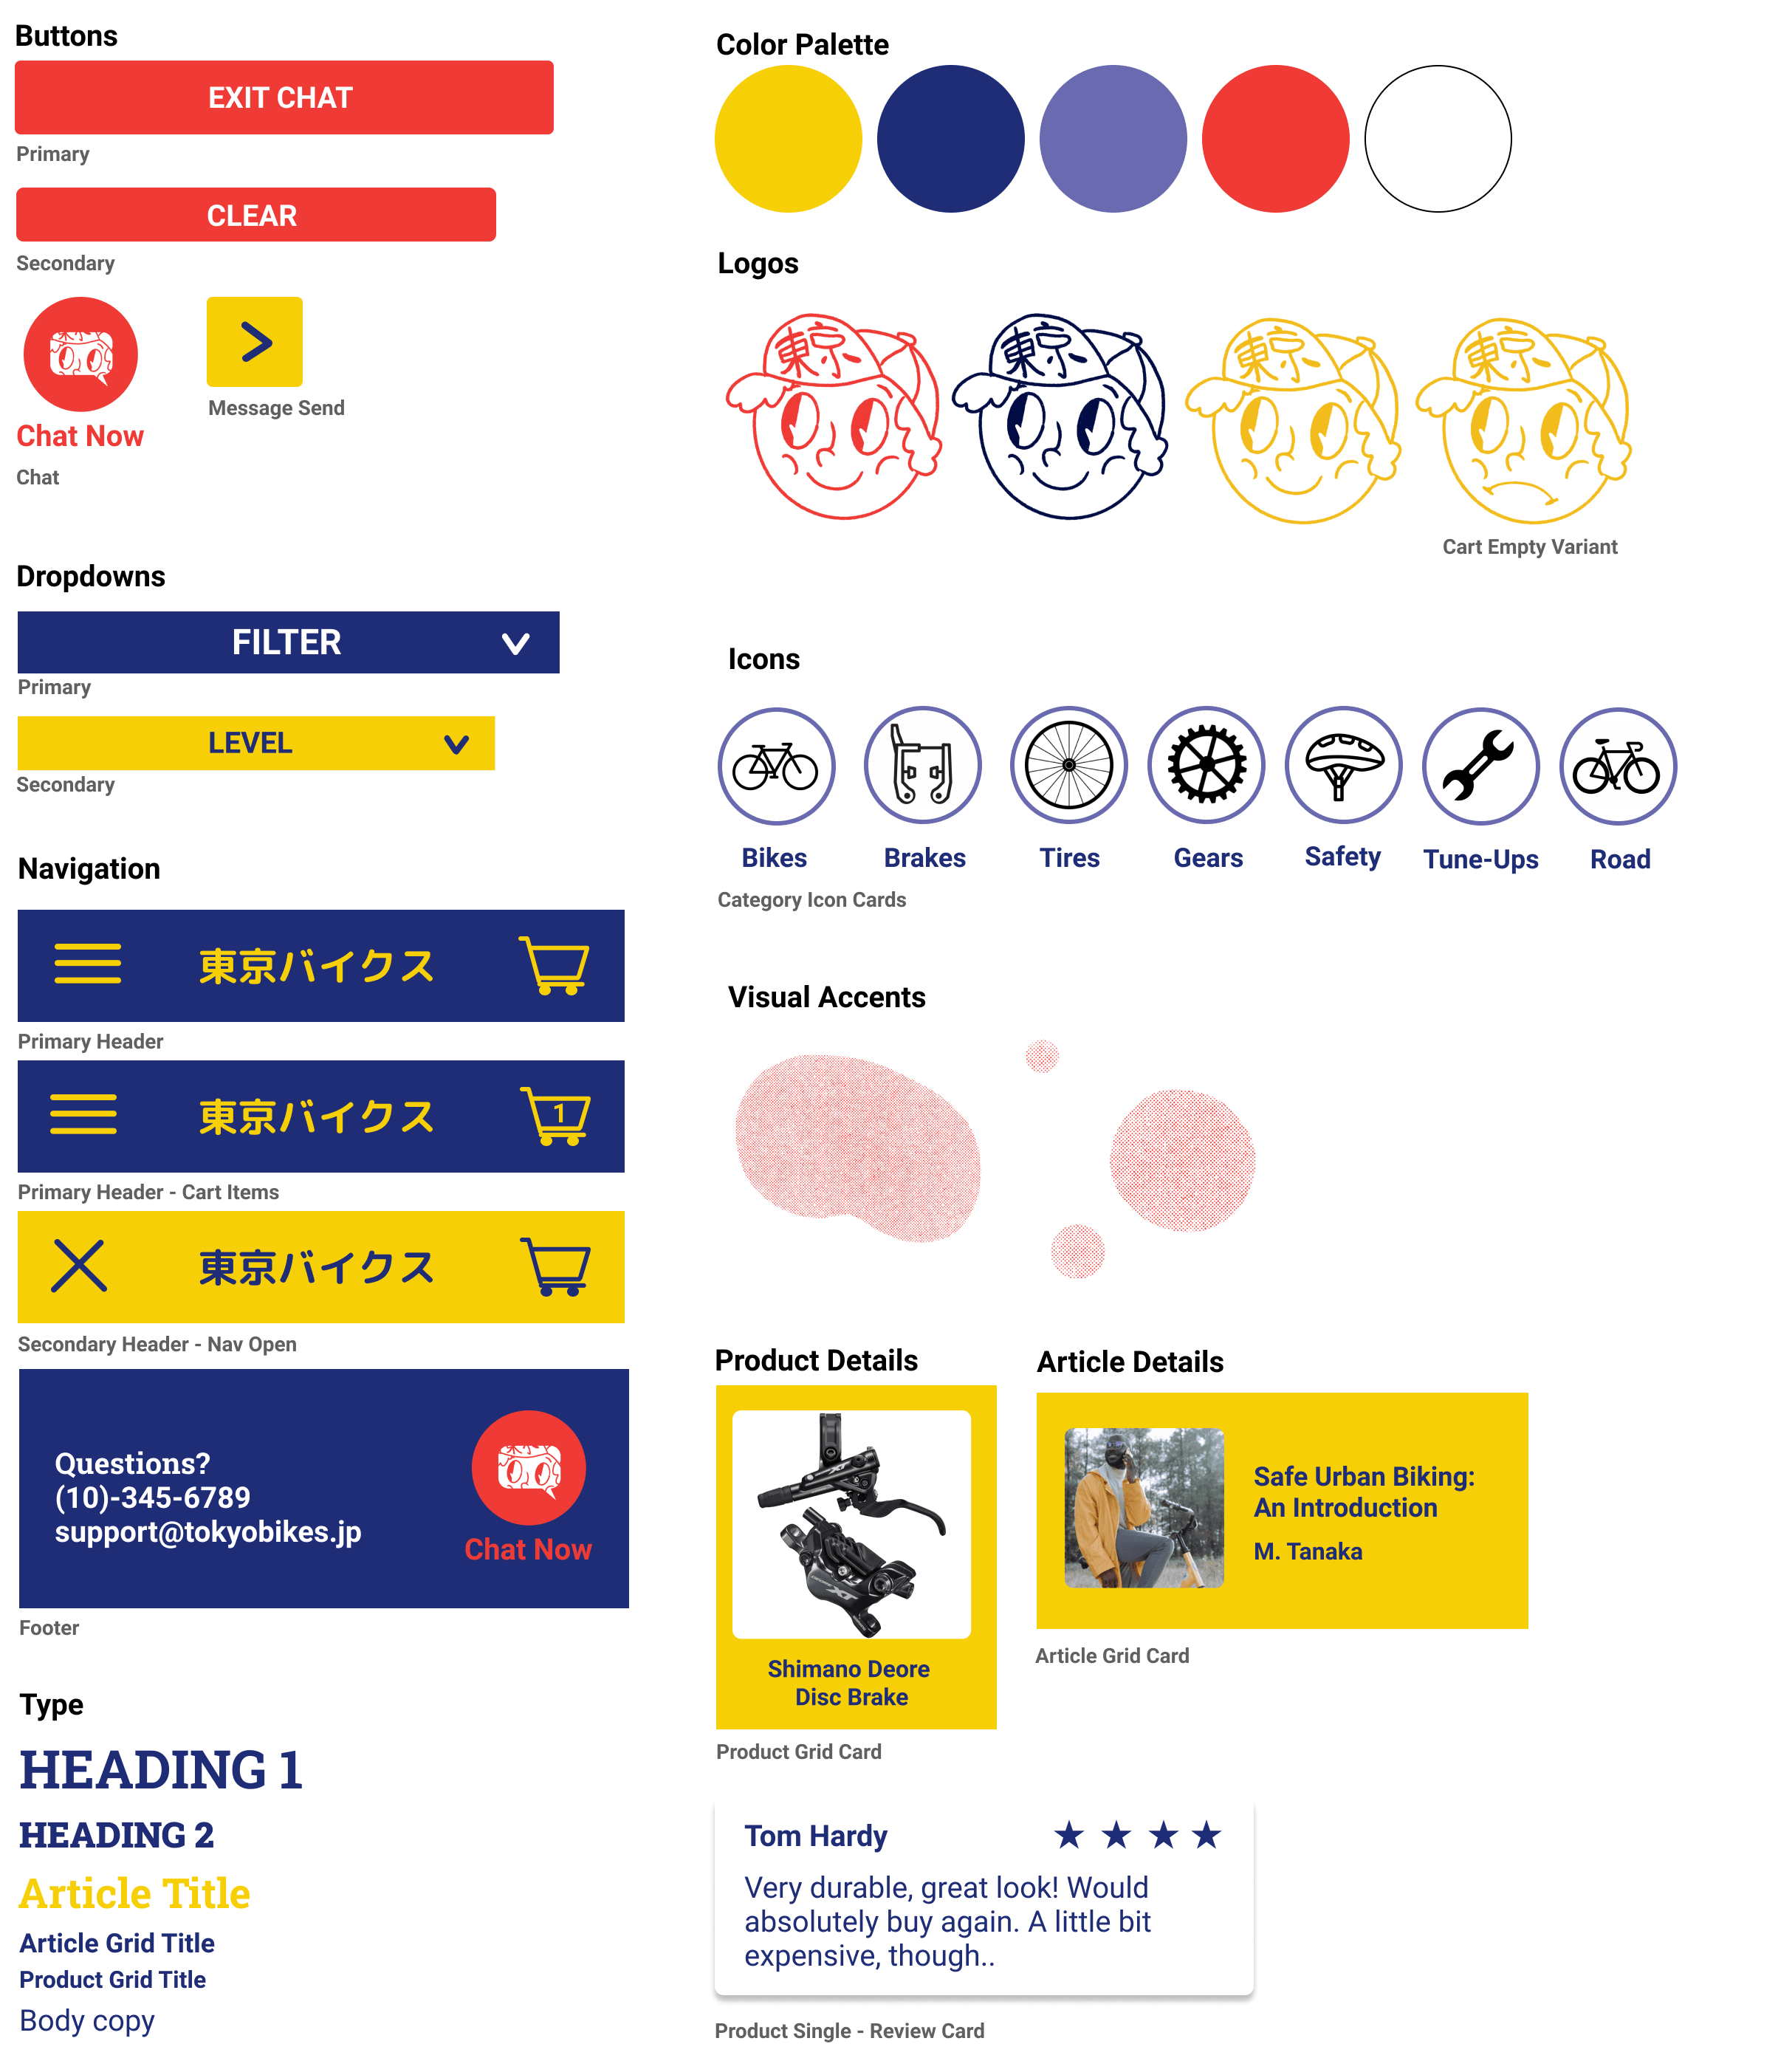 Buttons
EXIT CHAT
Primary
CLEAR
Secondary
Chat Now
Chat
Message Send
Dropdowns
FILTER
Primary
LEVEL
Secondary
Navigation
東京バイクス
Primary Header
東京バイクス
1
Primary Header - Cart Items
東京バイクス
Secondary Header - Nav Open
Questions?
(10)-345-6789
support@tokyobikes.jp
Chat Now
Footer
Type
HEADING 1
HEADING 2
Article Title
Article Grid Title
Product Grid Title
Body copy
Color Palette
Logos
東京
東京
東京
東京
Cart Empty Variant
Icons
Bikes
Brakes
Tires
Gears
Safety
Tune-Ups
Road
Category Icon Cards
Visual Accents
Product Details
XT
XT
Shimano Deore
Disc Brake
Product Grid Card
Article Details
Safe Urban Biking:
An Introduction
M. Tanaka
Article Grid Card
Tom Hardy
★ ★ ★ ★
Very durable, great look! Would
absolutely buy again. A little bit
expensive, though..
Product Single - Review Card